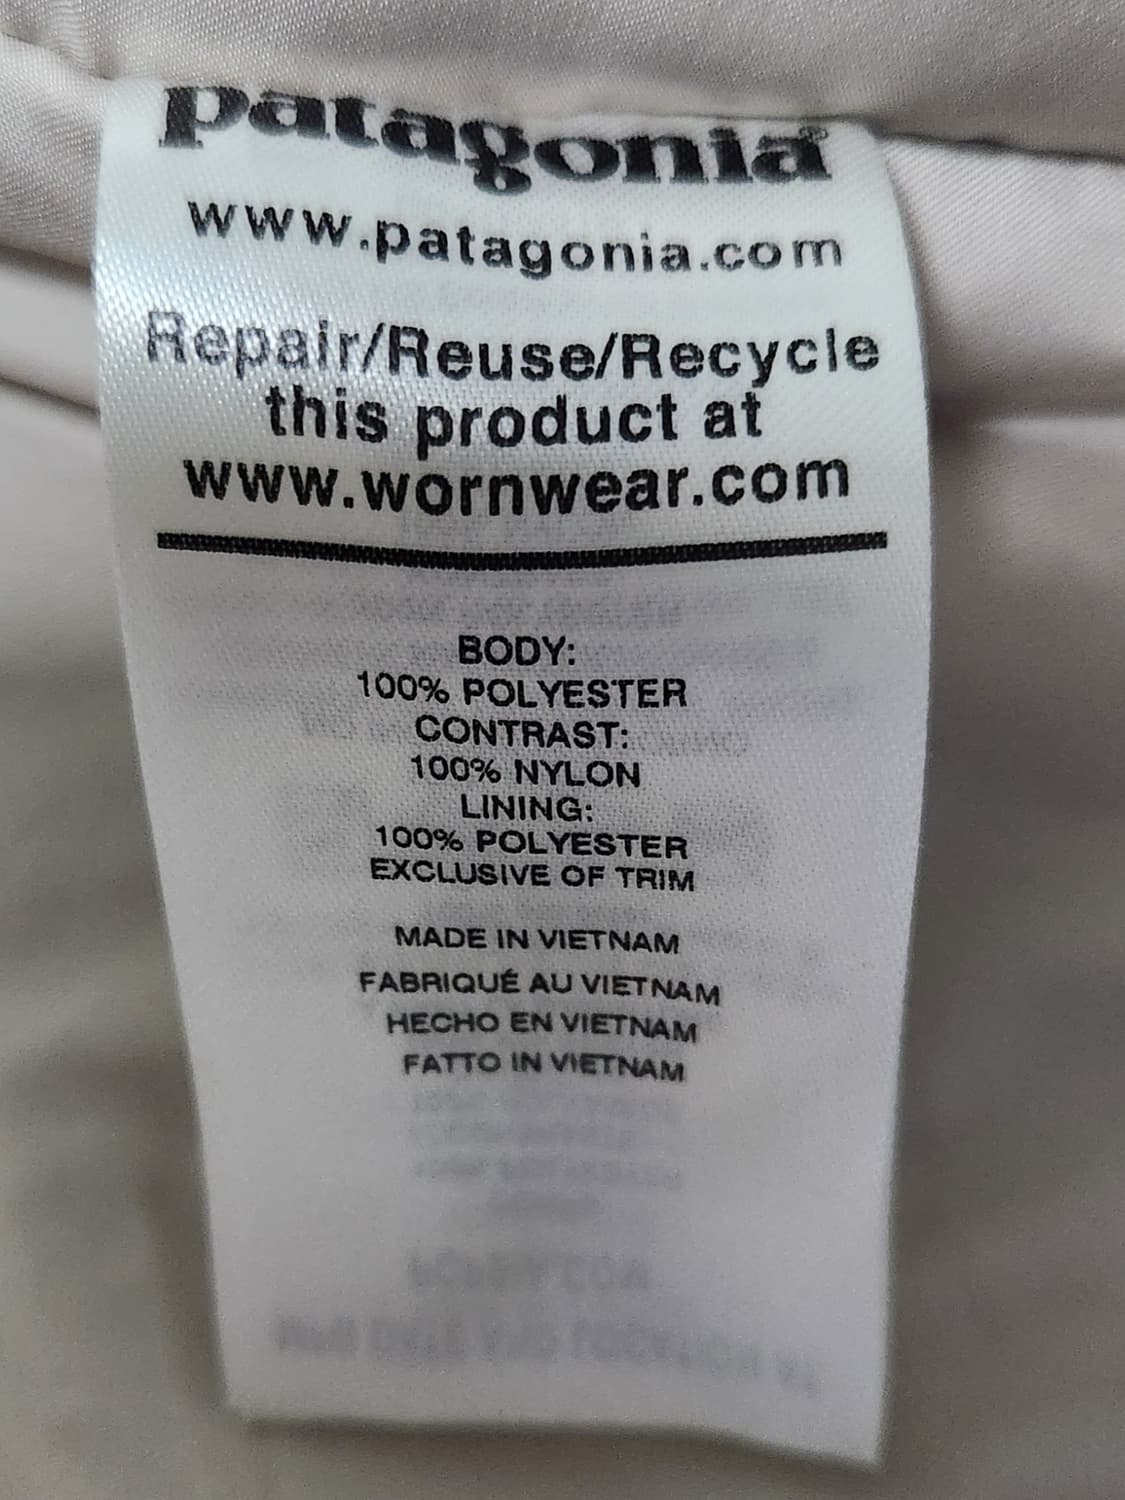 patagonia
www.patagonia.com
Repair/Reuse/Recycle
this product at
www.wornwear.com
BODY:
100% POLYESTER
CONTRAST:
100% NYLON
LINING:
100% POLYESTER
EXCLUSIVE OF TRIM
MADE IN VIETNAM
FABRIQUÉ AU VIETNAM
HECHO EN VIETNAM
FATTO IN VIETNAM